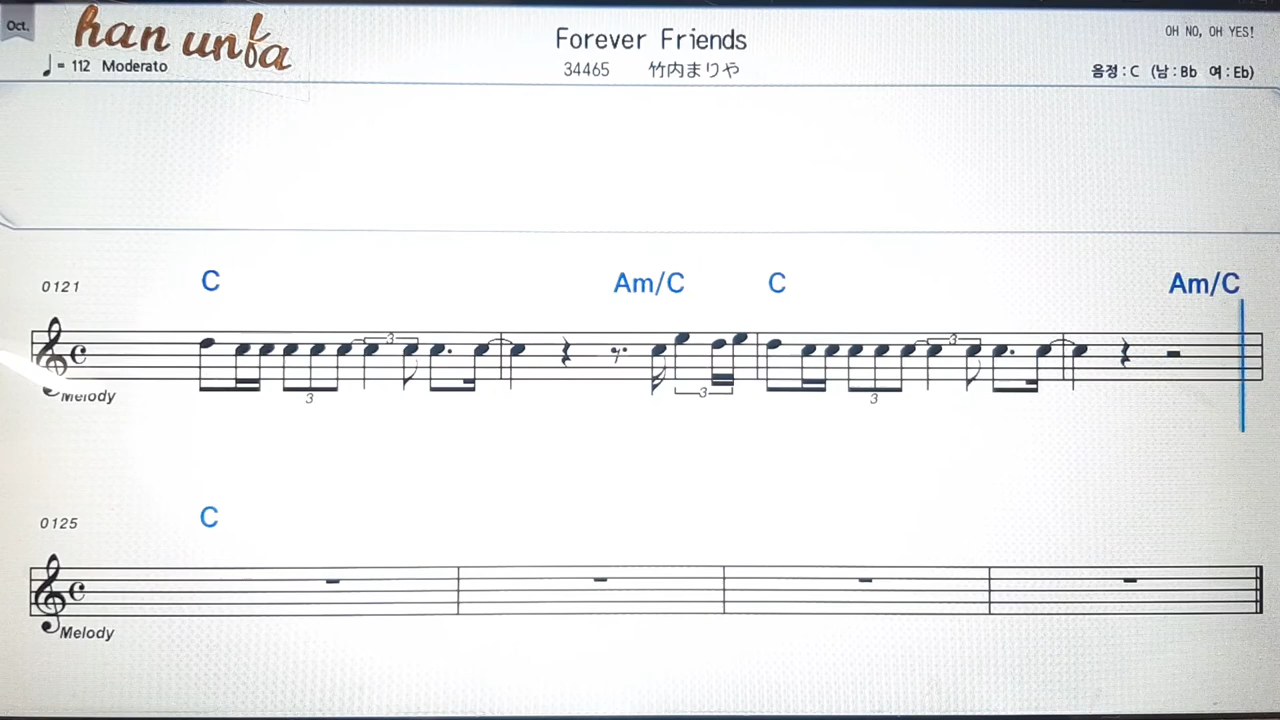 Oct.
han unfa
Forever Friends
OH NO, OH YES!
♩= 112 Moderato
34465 竹内まりや
음정 : C (남 : Bb 여 : Eb)
0121
C Am/C C Am/C
3 3 3 3 3
Melody
0125
C
Melody